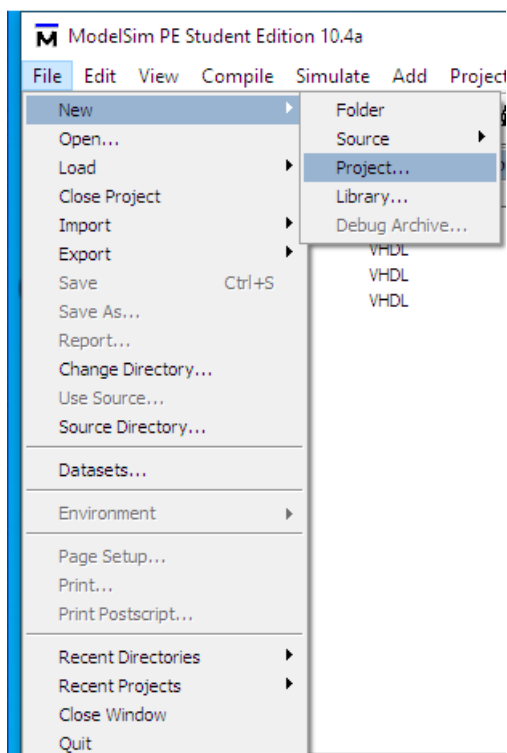 ModelSim PE Student Edition 10.4a
File Edit View Compile Simulate Add Project
New
Folder
Open...
Source
Load
Project...
Close Project
Library...
Import
Debug Archive...
Export
VHDL
Save Ctrl+S
VHDL
Save As...
VHDL
Report...
Change Directory...
Use Source...
Source Directory...
Datasets...
Environment
Page Setup...
Print...
Print Postscript...
Recent Directories
Recent Projects
Close Window
Quit